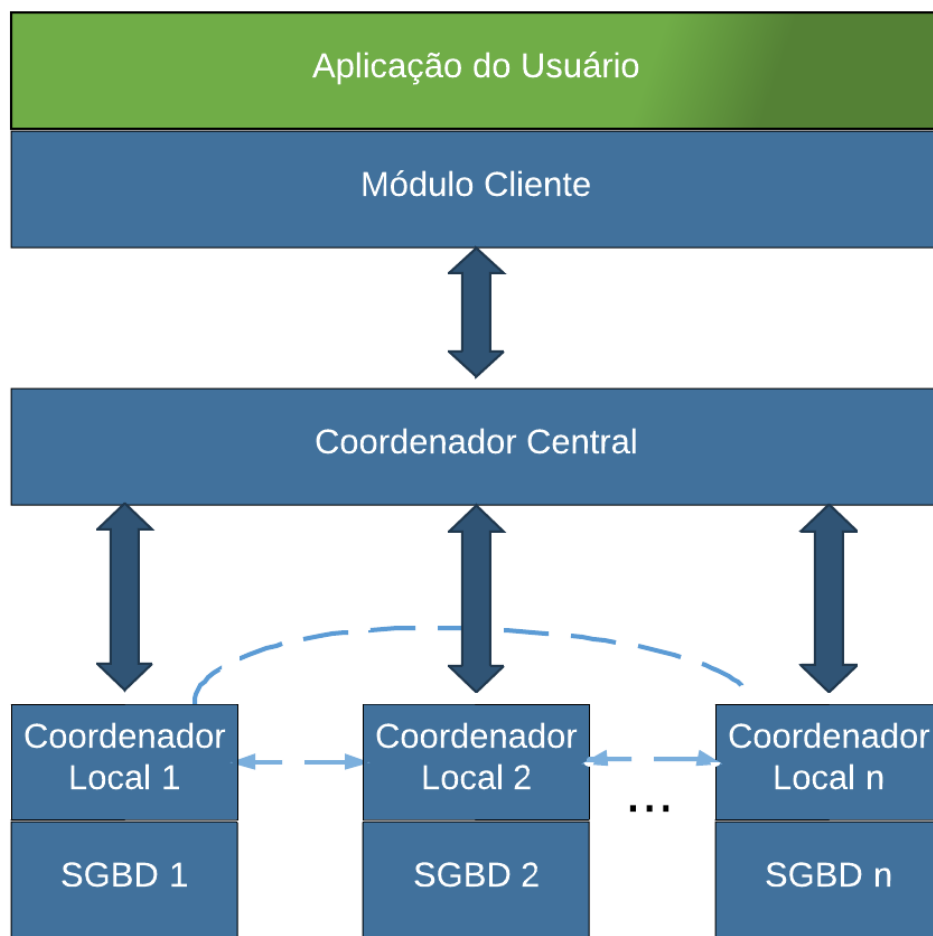 Aplicação do Usuário
Módulo Cliente
Coordenador Central
Coordenador
Local 1
Coordenador
Local 2
Coordenador
Local n
...
SGBD 1
SGBD 2
SGBD n